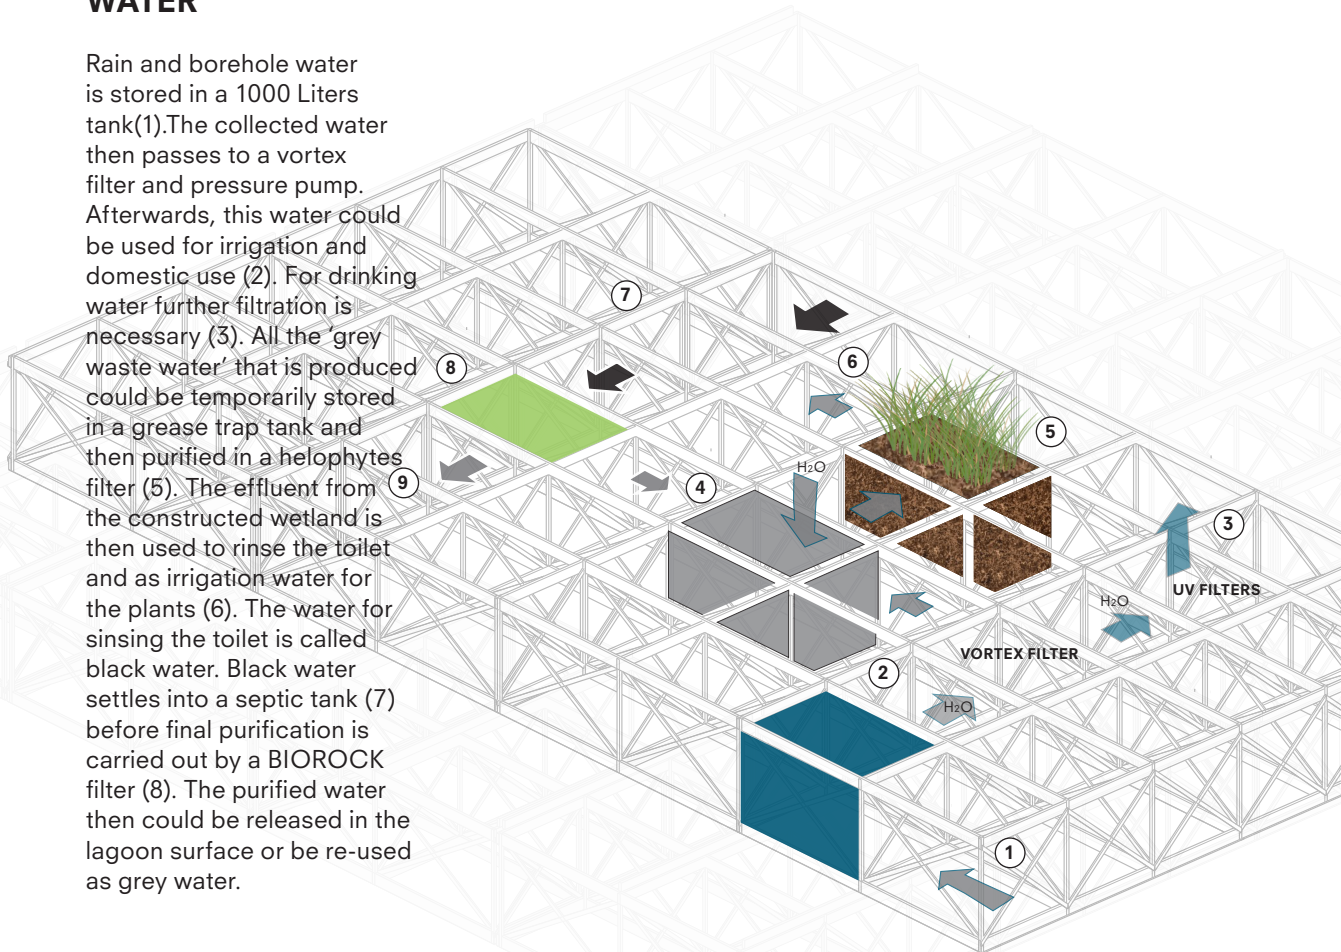 WATER
Rain and borehole water
is stored in a 1000 Liters
tank(1).The collected water
then passes to a vortex
filter and pressure pump.
Afterwards, this water could
be used for irrigation and
domestic use (2). For drinking
water further filtration is
necessary (3). All the ‘grey
waste water’ that is produced
could be temporarily stored
in a grease trap tank and
then purified in a helophytes
filter (5). The effluent from
the constructed wetland is
then used to rinse the toilet
and as irrigation water for
the plants (6). The water for
sinsing the toilet is called
black water. Black water
settles into a septic tank (7)
before final purification is
carried out by a BIOROCK
filter (8). The purified water
then could be released in the
lagoon surface or be re-used
as grey water.
7
6
8
5
H2O
9
4
3
UV FILTERS
H2O
VORTEX FILTER
2
H2O
1